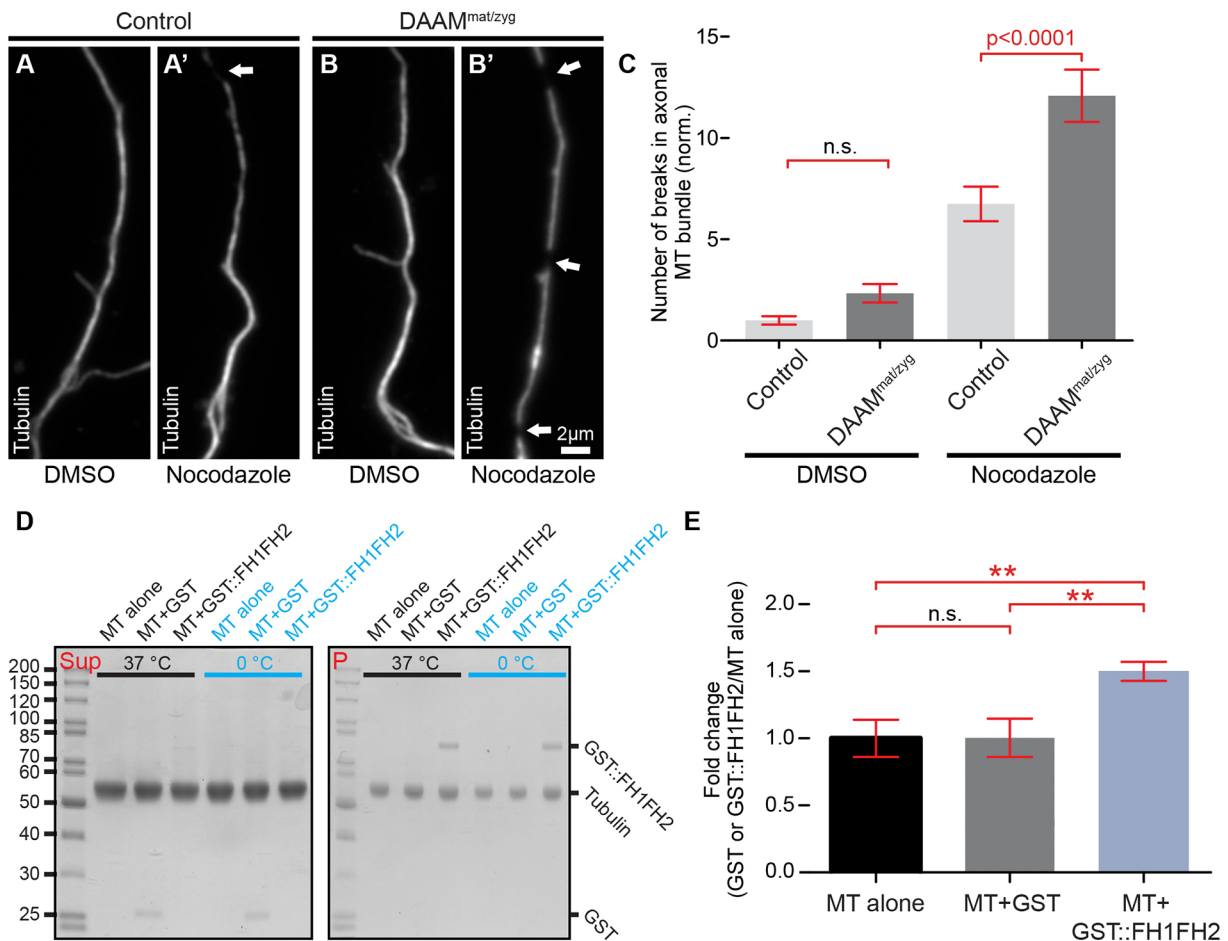 Control
DAAMmat/zyg
A
A’
B
B’
Tubulin
Tubulin
Tubulin
Tubulin
2μm
DMSO
Nocodazole
DMSO
Nocodazole
C
Number of breaks in axonal
MT bundle (norm.)
15
10
5
0
n.s.
p<0.0001
Control
DAAMmat/zyg
Control
DAAMmat/zyg
DMSO
Nocodazole
D
MT alone
MT+GST
MT+GST::FH1FH2
MT alone
MT+GST
MT+GST::FH1FH2
MT alone
MT+GST
MT+GST::FH1FH2
MT alone
MT+GST
MT+GST::FH1FH2
Sup
37 °C
0 °C
P
37 °C
0 °C
200
150
120
100
85
70
60
50
40
30
25
GST::FH1FH2
Tubulin
GST
E
Fold change
(GST or GST::FH1FH2/MT alone)
2.0
1.5
1.0
0.5
0.0
**
**
n.s.
MT alone
MT+GST
MT+
GST::FH1FH2